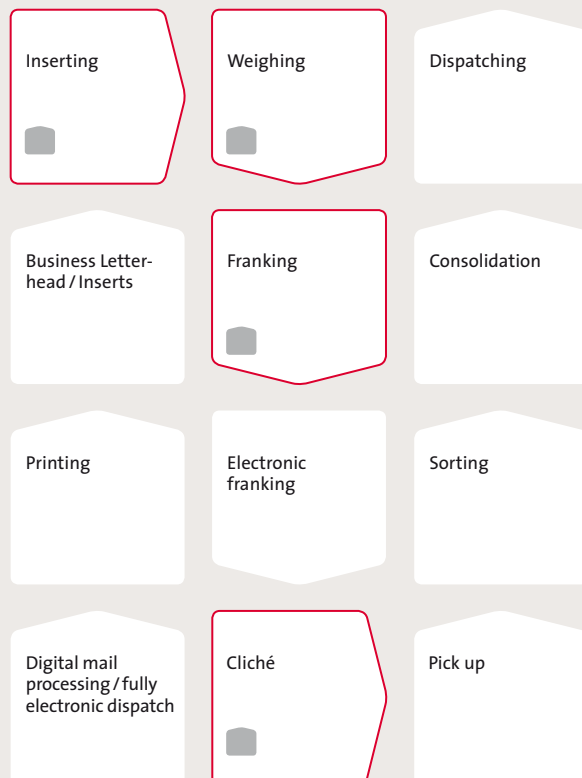 Inserting
Weighing
Dispatching
Business Letter-
head / Inserts
Franking
Consolidation
Printing
Electronic
franking
Sorting
Digital mail
processing / fully
electronic dispatch
Cliché
Pick up